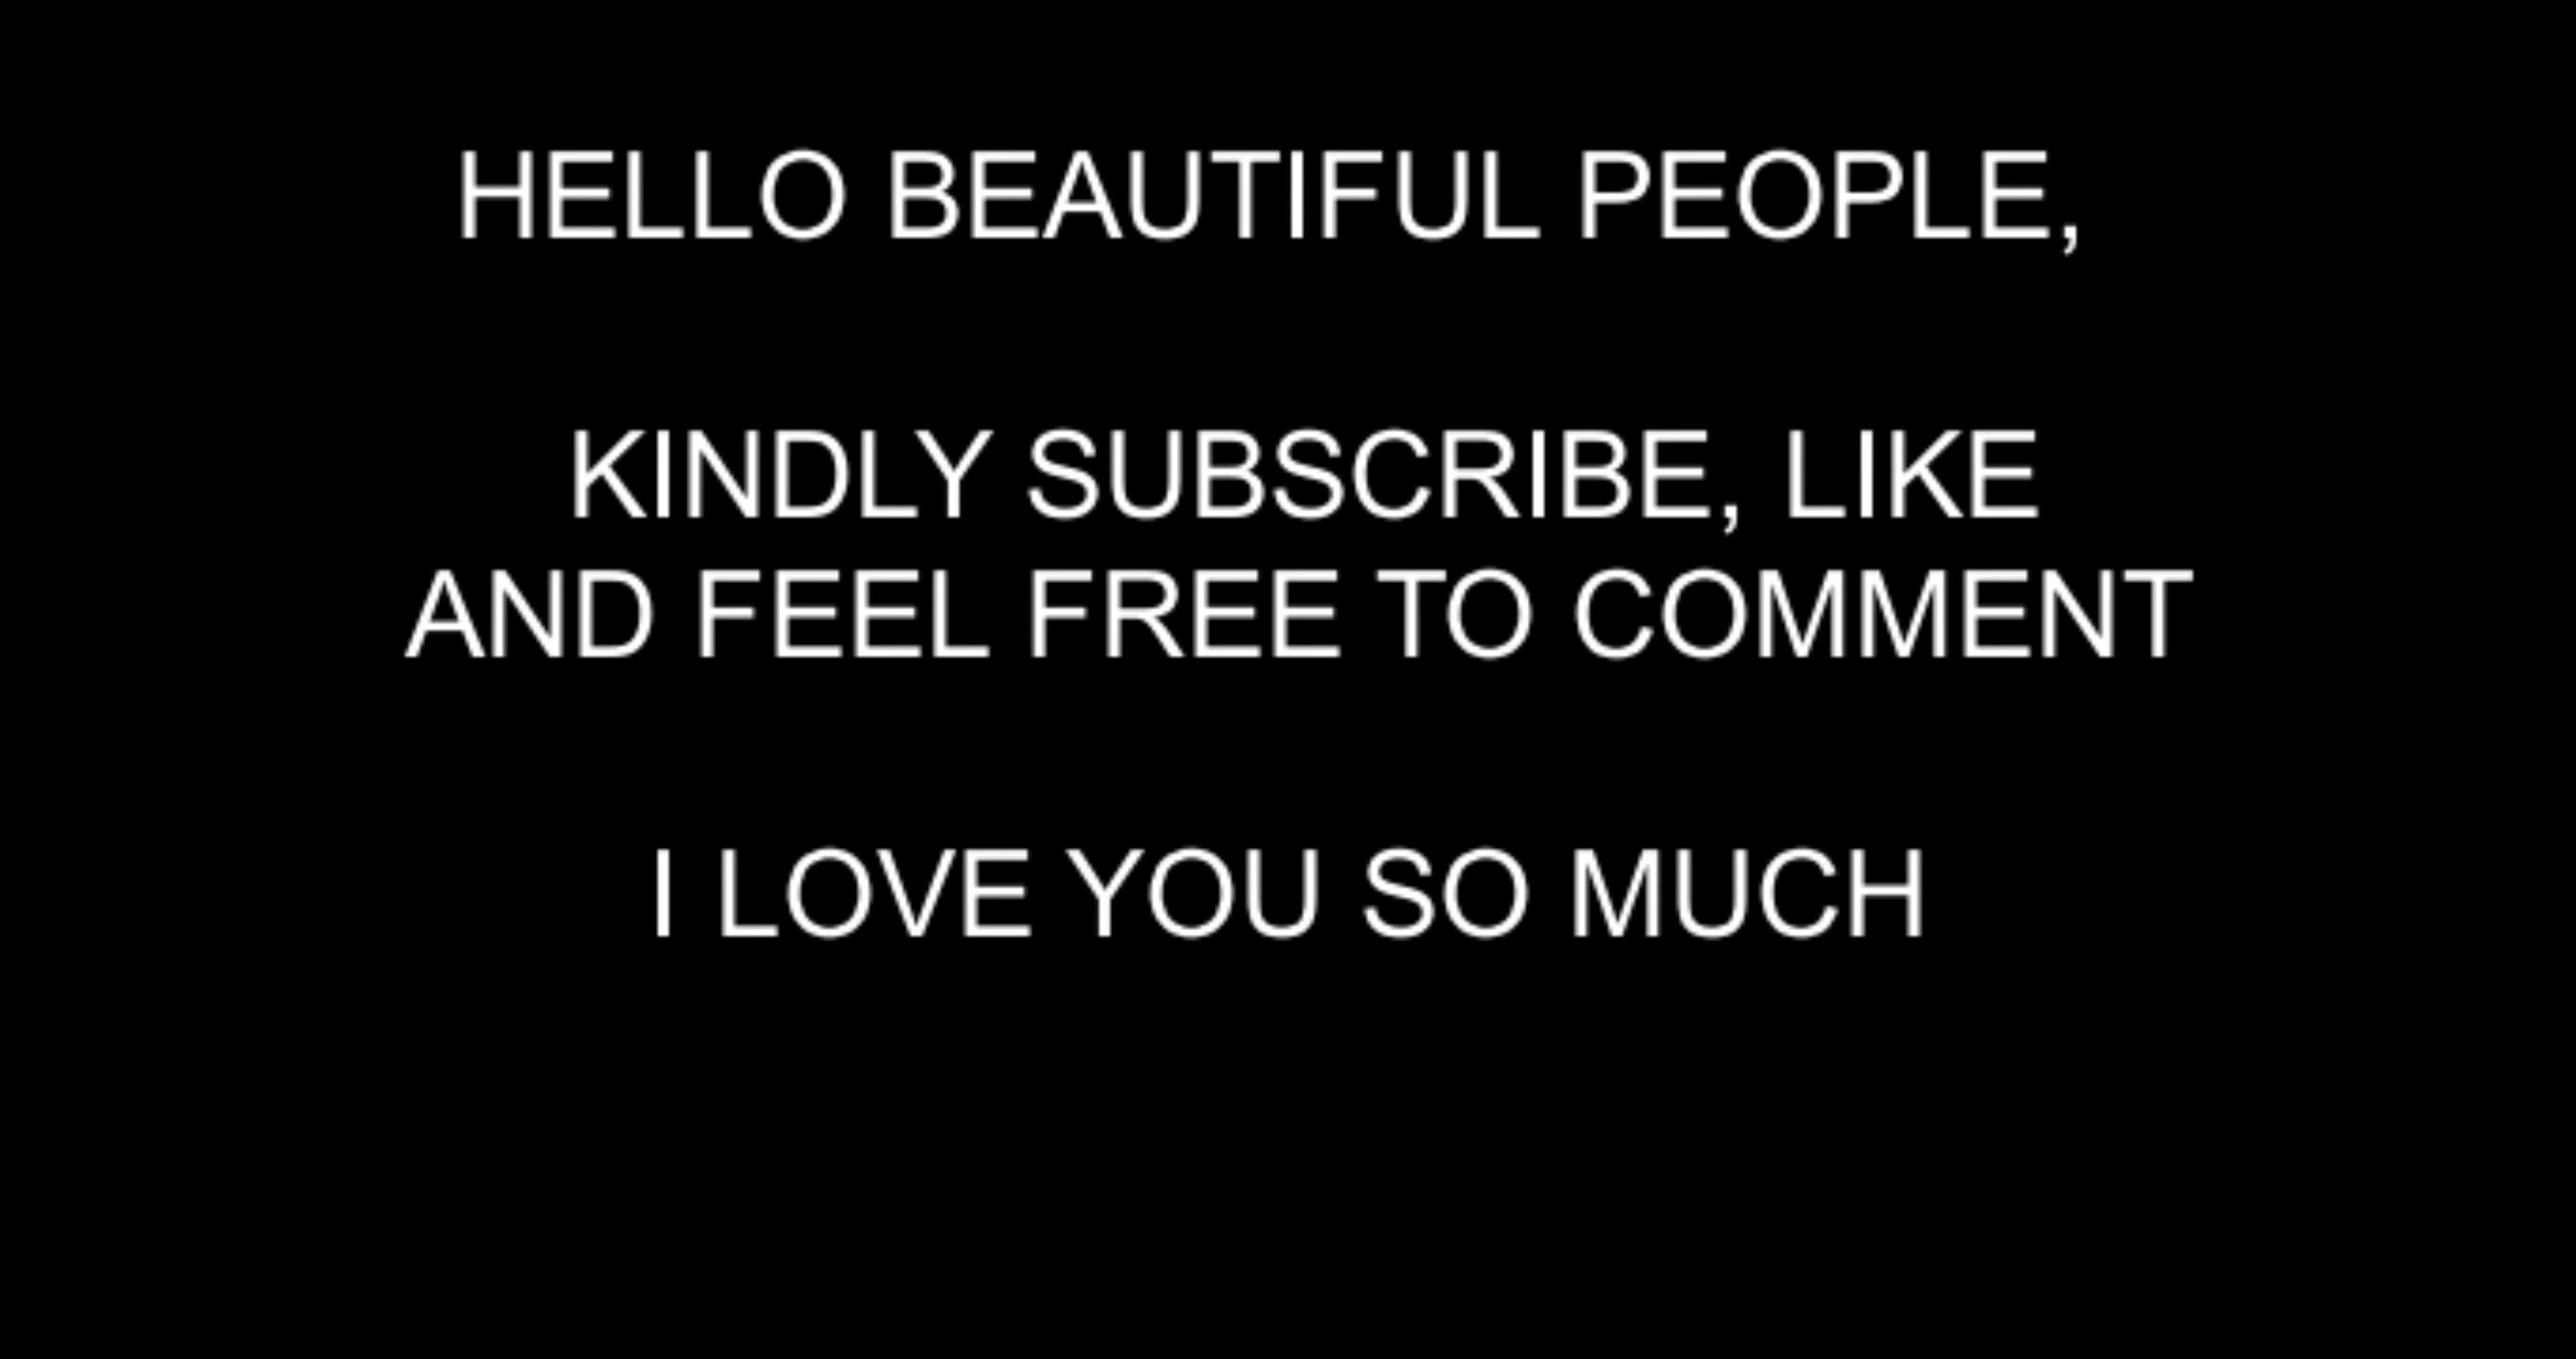 HELLO BEAUTIFUL PEOPLE,
KINDLY SUBSCRIBE, LIKE
AND FEEL FREE TO COMMENT
I LOVE YOU SO MUCH